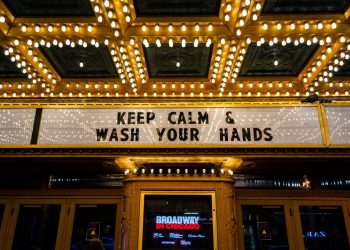 KEEP CALM &
WASH YOUR HANDS
BROADWAY
IN CHICAGO